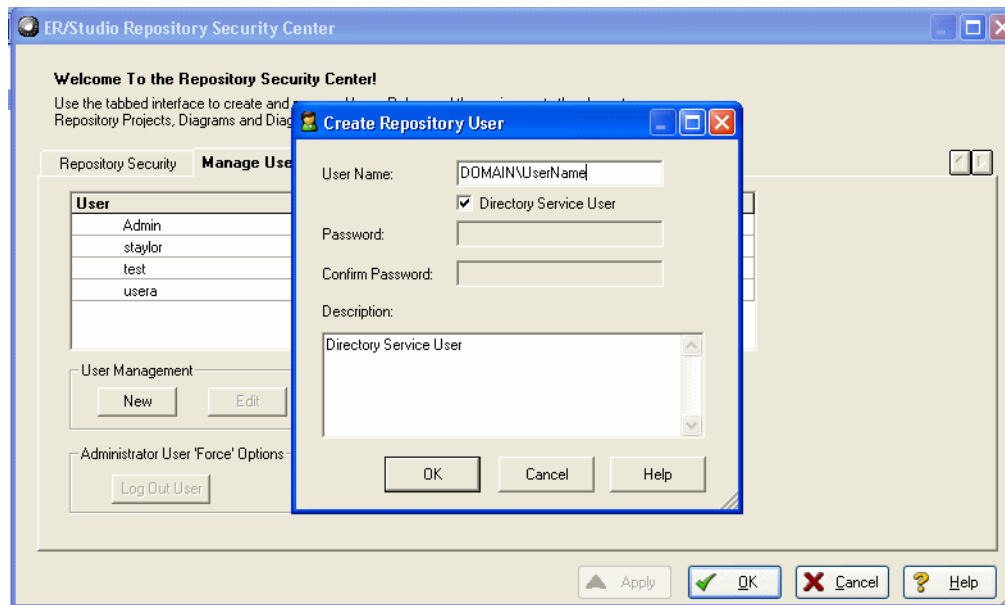 ER/Studio Repository Security Center
Welcome To the Repository Security Center!
Use the tabbed interface to create and
Repository Projects, Diagrams and Diag
Repository Security
Manage Use
User
Admin
staylor
test
usera
User Management
New
Edit
Administrator User 'Force' Options
Log Out User
Create Repository User
User Name:
DOMAIN\UserName
Directory Service User
Password:
Confirm Password:
Description:
Directory Service User
OK
Cancel
Help
Apply
OK
Cancel
Help